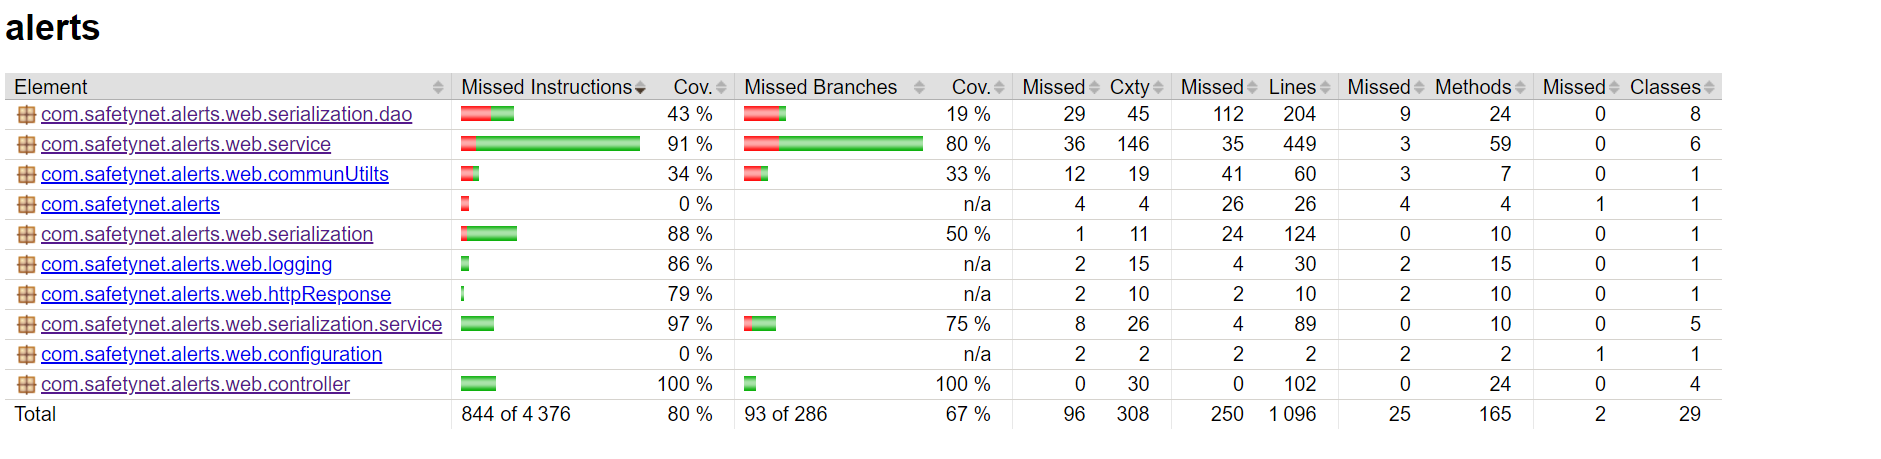 alerts
Element Missed Instructions Cov. Missed Branches Cov. Missed Cxty Missed Lines Missed Methods Missed Classes
com.safetynet.alerts.web.serialization.dao 43 % 19 % 29 45 112 204 9 24 0 8
com.safetynet.alerts.web.service 91 % 80 % 36 146 35 449 3 59 0 6
com.safetynet.alerts.web.communUtilts 34 % 33 % 12 19 41 60 3 7 0 1
com.safetynet.alerts 0 % n/a 4 4 26 26 4 4 1 1
com.safetynet.alerts.web.serialization 88 % 50 % 1 11 24 124 0 10 0 1
com.safetynet.alerts.web.logging 86 % n/a 2 15 4 30 2 15 0 1
com.safetynet.alerts.web.httpResponse 79 % n/a 2 10 2 10 2 10 0 1
com.safetynet.alerts.web.serialization.service 97 % 75 % 8 26 4 89 0 10 0 5
com.safetynet.alerts.web.configuration 0 % n/a 2 2 2 2 2 2 1 1
com.safetynet.alerts.web.controller 100 % 100 % 0 30 0 102 0 24 0 4
Total 844 of 4 376 80 % 93 of 286 67 % 96 308 250 1 096 25 165 2 29